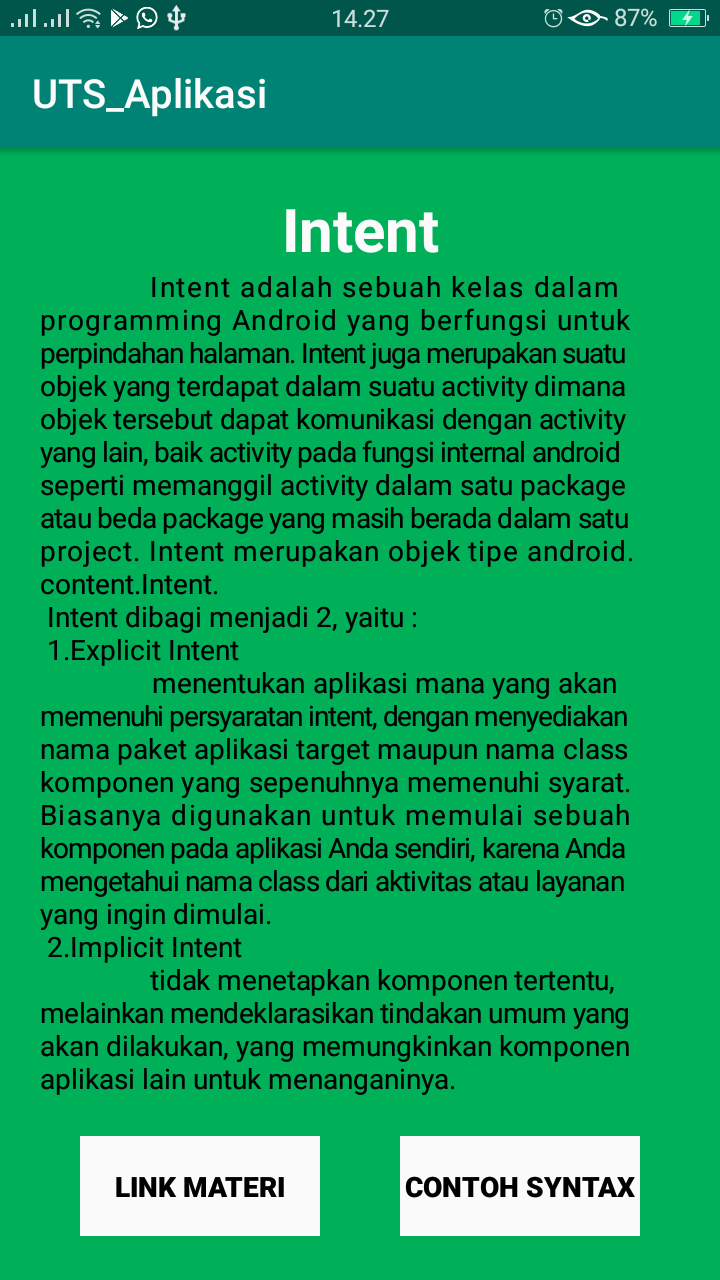 14.27
87%
UTS_Aplikasi
Intent
Intent adalah sebuah kelas dalam
programming Android yang berfungsi untuk
perpindahan halaman. Intent juga merupakan suatu
objek yang terdapat dalam suatu activity dimana
objek tersebut dapat komunikasi dengan activity
yang lain, baik activity pada fungsi internal android
seperti memanggil activity dalam satu package
atau beda package yang masih berada dalam satu
project. Intent merupakan objek tipe android.
content.Intent.
Intent dibagi menjadi 2, yaitu :
1.Explicit Intent
menentukan aplikasi mana yang akan
memenuhi persyaratan intent, dengan menyediakan
nama paket aplikasi target maupun nama class
komponen yang sepenuhnya memenuhi syarat.
Biasanya digunakan untuk memulai sebuah
komponen pada aplikasi Anda sendiri, karena Anda
mengetahui nama class dari aktivitas atau layanan
yang ingin dimulai.
2.Implicit Intent
tidak menetapkan komponen tertentu,
melainkan mendeklarasikan tindakan umum yang
akan dilakukan, yang memungkinkan komponen
aplikasi lain untuk menanganinya.
LINK MATERI
CONTOH SYNTAX